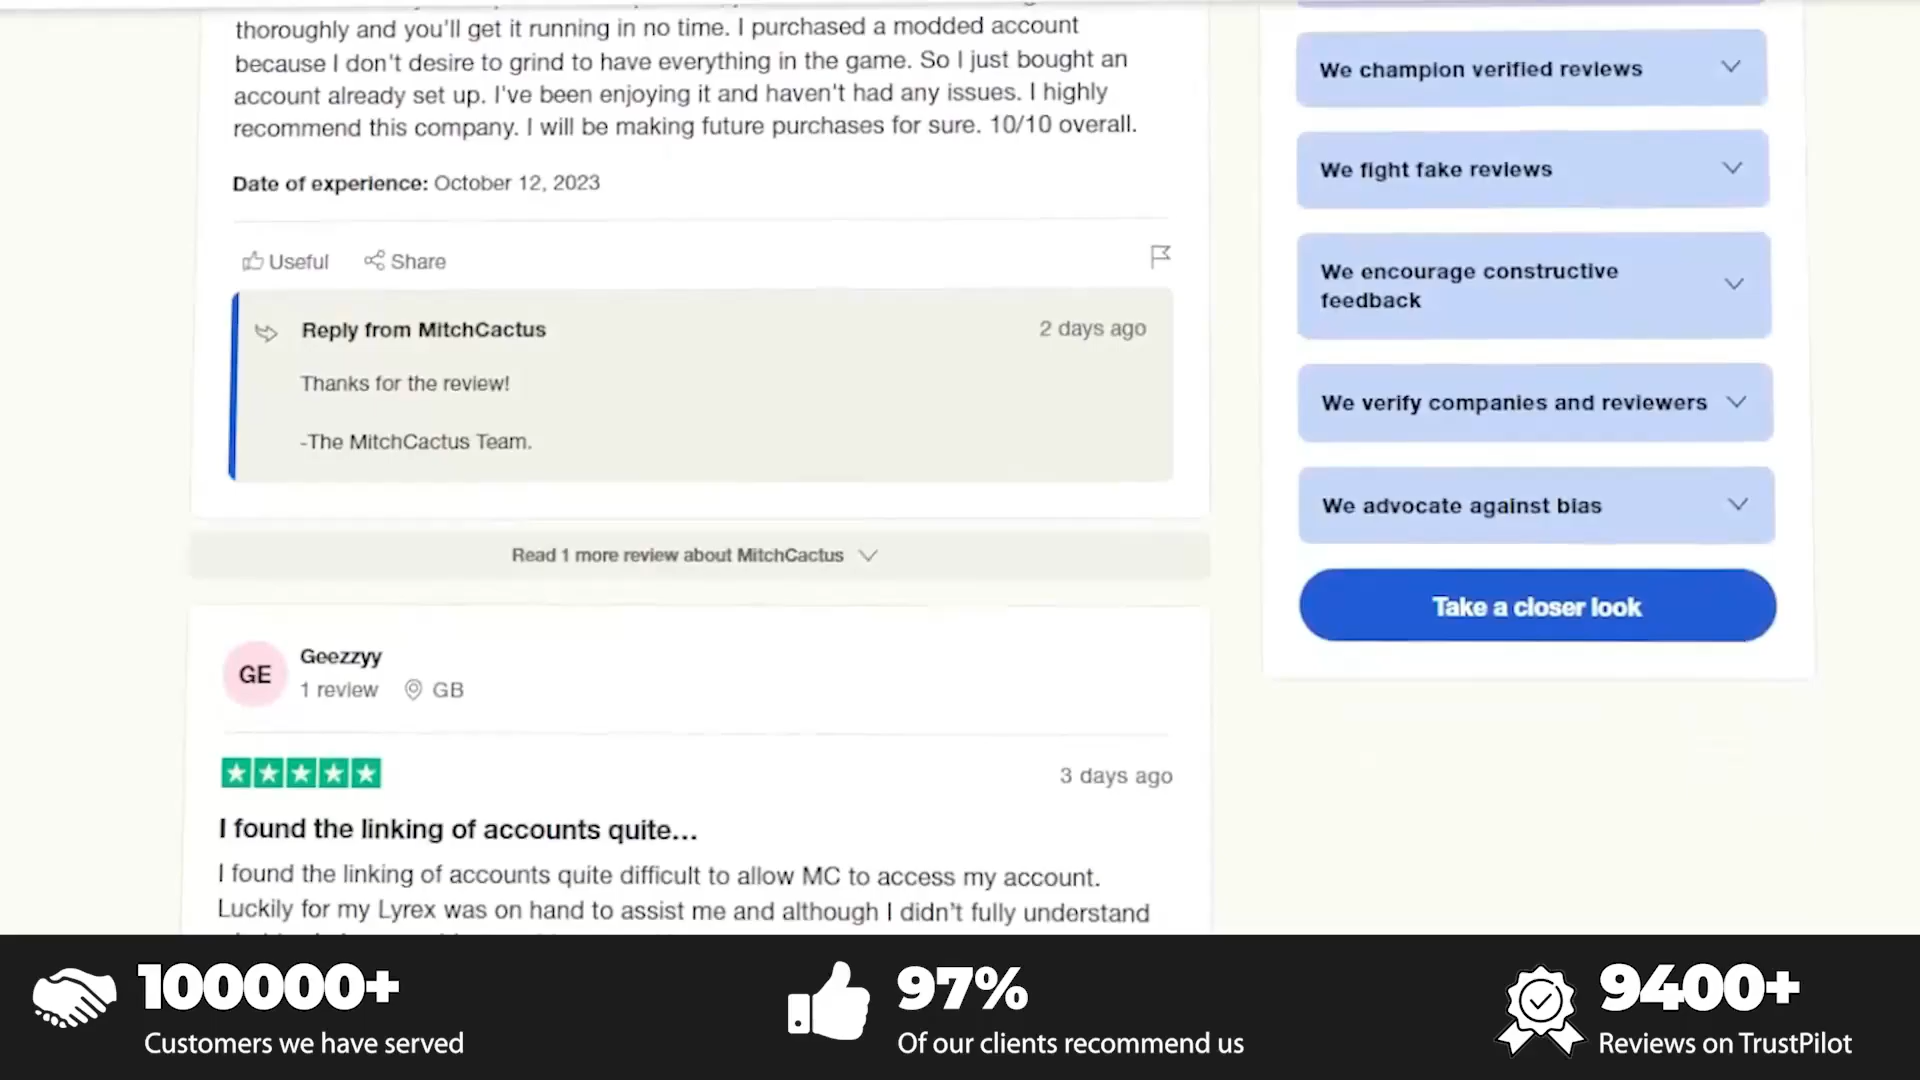 thoroughly and you'll get it running in no time. I purchased a modded account
because I don't desire to grind to have everything in the game. So I just bought an
account already set up. I've been enjoying it and haven't had any issues. I highly
recommend this company. I will be making future purchases for sure. 10/10 overall.
Date of experience: October 12, 2023
Useful Share
Reply from MitchCactus 2 days ago
Thanks for the review!
-The MitchCactus Team.
Read 1 more review about MitchCactus
GE
Geezzyy
1 review GB
3 days ago
I found the linking of accounts quite...
I found the linking of accounts quite difficult to allow MC to access my account.
Luckily for my Lyrex was on hand to assist me and although I didn't fully understand
We champion verified reviews
We fight fake reviews
We encourage constructive
feedback
We verify companies and reviewers
We advocate against bias
Take a closer look
100000+
Customers we have served
97%
Of our clients recommend us
9400+
Reviews on TrustPilot